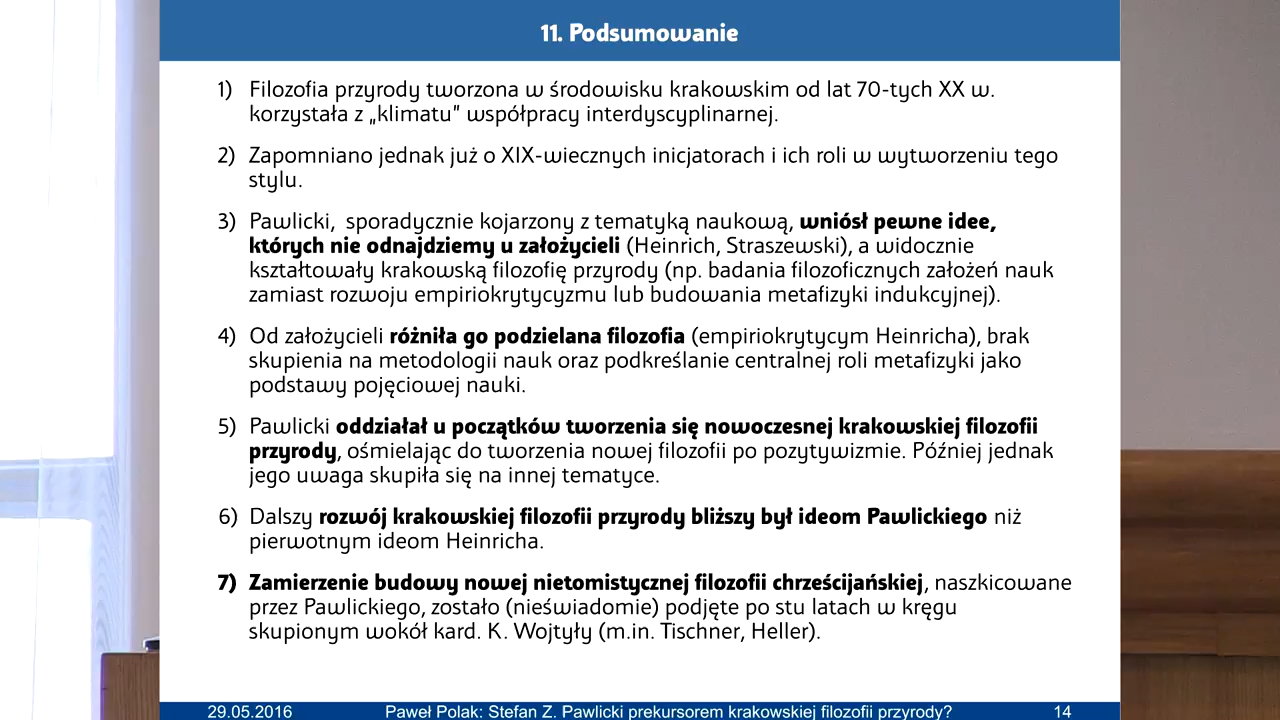 11. Podsumowanie
1) Filozofia przyrody tworzona w środowisku krakowskim od lat 70-tych XX w.
korzystała z „klimatu” współpracy interdyscyplinarnej.
2) Zapomniano jednak już o XIX-wiecznych inicjatorach i ich roli w wytworzeniu tego
stylu.
3) Pawlicki, sporadycznie kojarzony z tematyką naukową, wniósł pewne idee,
których nie odnajdziemy u założycieli (Heinrich, Straszewski), a widocznie
kształtowały krakowską filozofię przyrody (np. badania filozoficznych założeń nauk
zamiast rozwoju empiriokrytycyzmu lub budowania metafizyki indukcyjnej).
4) Od założycieli różniła go podzielana filozofia (empiriokrytycym Heinricha), brak
skupienia na metodologii nauk oraz podkreślanie centralnej roli metafizyki jako
podstawy pojęciowej nauki.
5) Pawlicki oddziałał u początków tworzenia się nowoczesnej krakowskiej filozofii
przyrody, ośmielając do tworzenia nowej filozofii po pozytywizmie. Później jednak
jego uwaga skupiła się na innej tematyce.
6) Dalszy rozwój krakowskiej filozofii przyrody bliższy był ideom Pawlickiego niż
pierwotnym ideom Heinricha.
7) Zamierzenie budowy nowej nietomistycznej filozofii chrześcijańskiej, naszkicowane
przez Pawlickiego, zostało (nieświadomie) podjęte po stu latach w kręgu
skupionym wokół kard. K. Wojtyły (m.in. Tischner, Heller).
29.05.2016 Paweł Polak: Stefan Z. Pawlicki prekursorem krakowskiej filozofii przyrody? 14